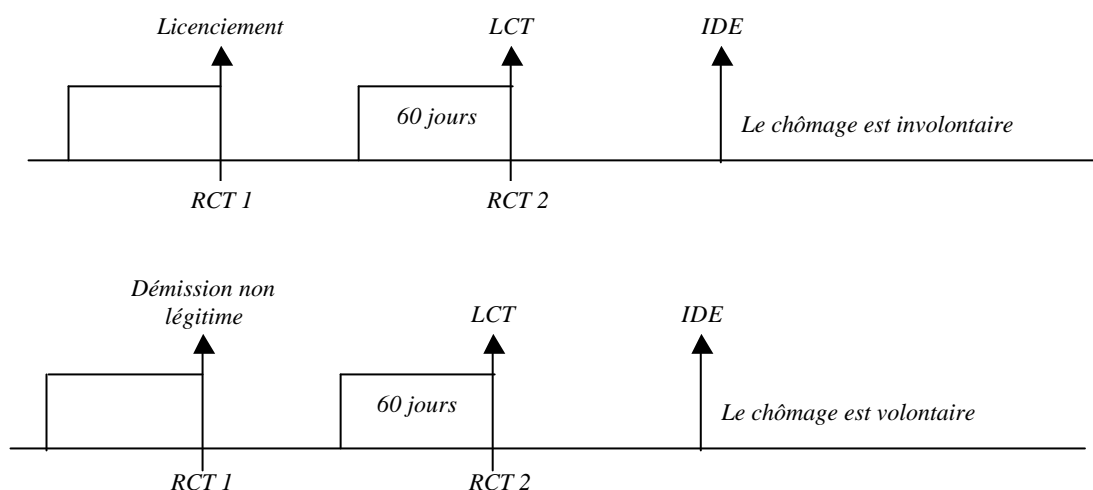 Licenciement LCT IDE
60 jours
Le chômage est involontaire
RCT 1 RCT 2
Démission non
légitime LCT IDE
60 jours
Le chômage est volontaire
RCT 1 RCT 2